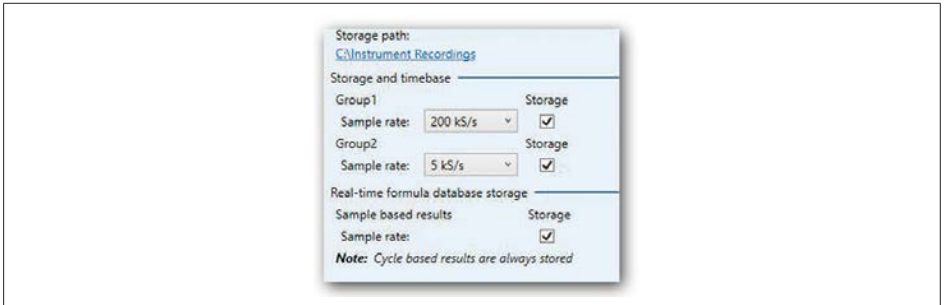 Storage path:
C:\Instrument Recordings
Storage and timebase
Group1 Storage
Sample rate: 200 kS/s
Group2 Storage
Sample rate: 5 kS/s
Real-time formula database storage
Sample based results Storage
Sample rate:
Note: Cycle based results are always stored